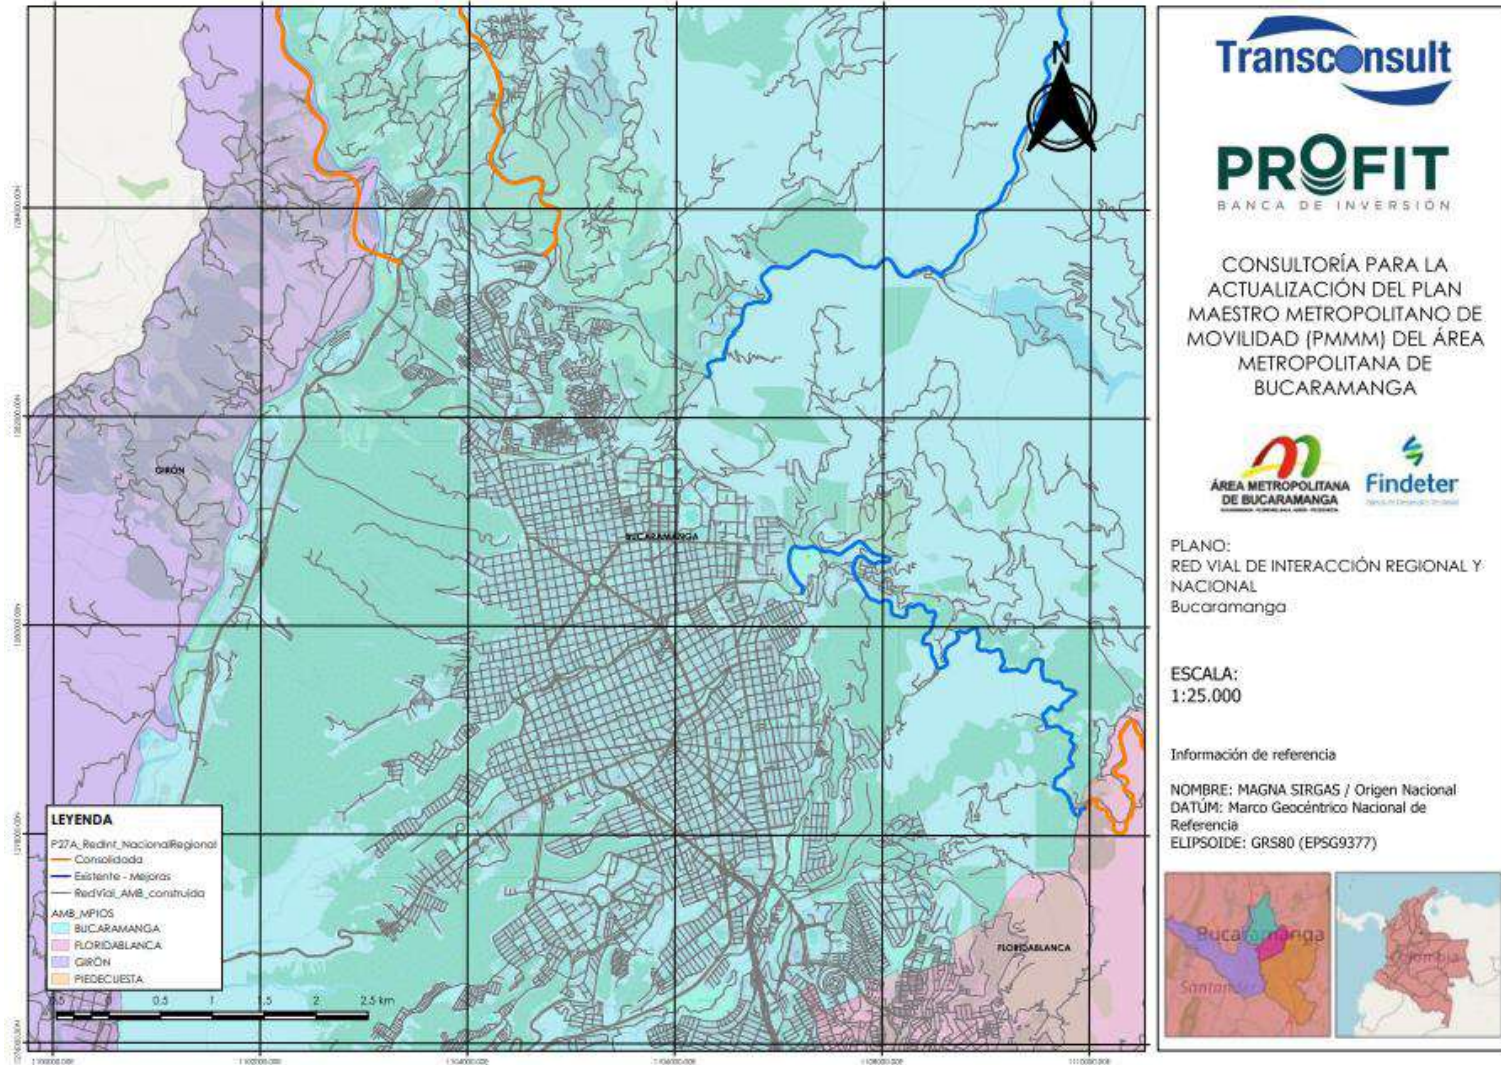 N
GIRÓN
BUCARAMANGA
FLORIDABLANCA
LEYENDA
P27A_RedInt_NacionalRegional
Consolidada
Existente - Mejoras
RedVial_AMB_construida
AMB_MPIOS
BUCARAMANGA
FLORIDABLANCA
GIRÓN
PIEDECUESTA
0.5 0 0.5 1 1.5 2 2.5 km
Transconsult
PROFIT
BANCA DE INVERSIÓN
CONSULTORÍA PARA LA
ACTUALIZACIÓN DEL PLAN
MAESTRO METROPOLITANO DE
MOVILIDAD (PMMM) DEL ÁREA
METROPOLITANA DE
BUCARAMANGA
ÁREA METROPOLITANA
DE BUCARAMANGA
Findeter
PLANO:
RED VIAL DE INTERACCIÓN REGIONAL Y
NACIONAL
Bucaramanga
ESCALA:
1:25.000
Información de referencia
NOMBRE: MAGNA SIRGAS / Origen Nacional
DATUM: Marco Geocéntrico Nacional de
Referencia
ELIPSOIDE: GRS80 (EPSG9377)
Bucaramanga
Santander
Colombia